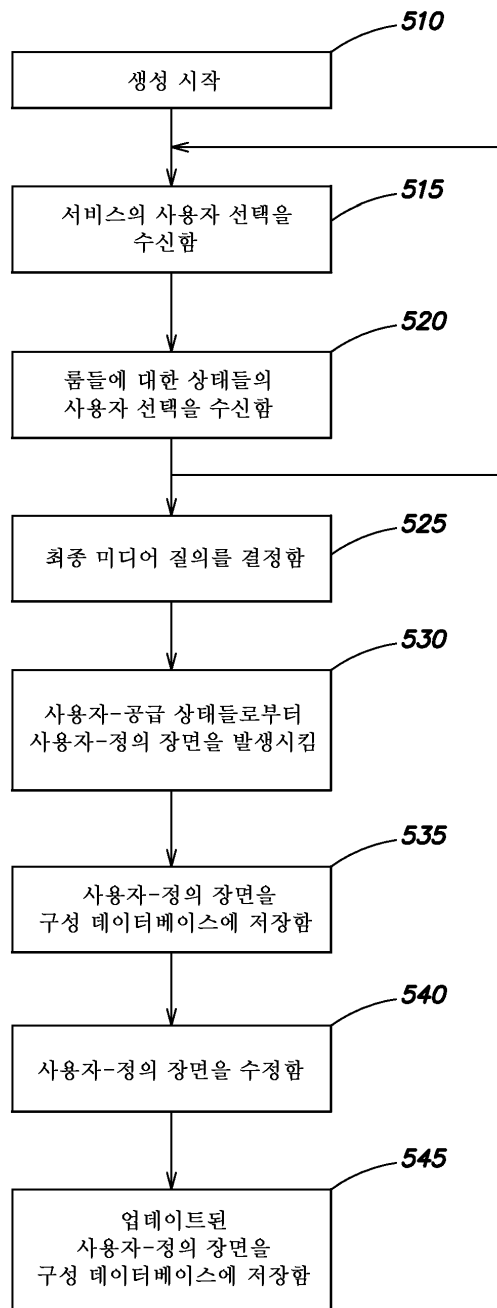 510
생성 시작
515
서비스의 사용자 선택을
수신함
520
룸들에 대한 상태들의
사용자 선택을 수신함
525
최종 미디어 질의를 결정함
530
사용자-공급 상태들로부터
사용자-정의 장면을 발생시킴
535
사용자-정의 장면을
구성 데이터베이스에 저장함
540
사용자-정의 장면을 수정함
545
업데이트된
사용자-정의 장면을
구성 데이터베이스에 저장함